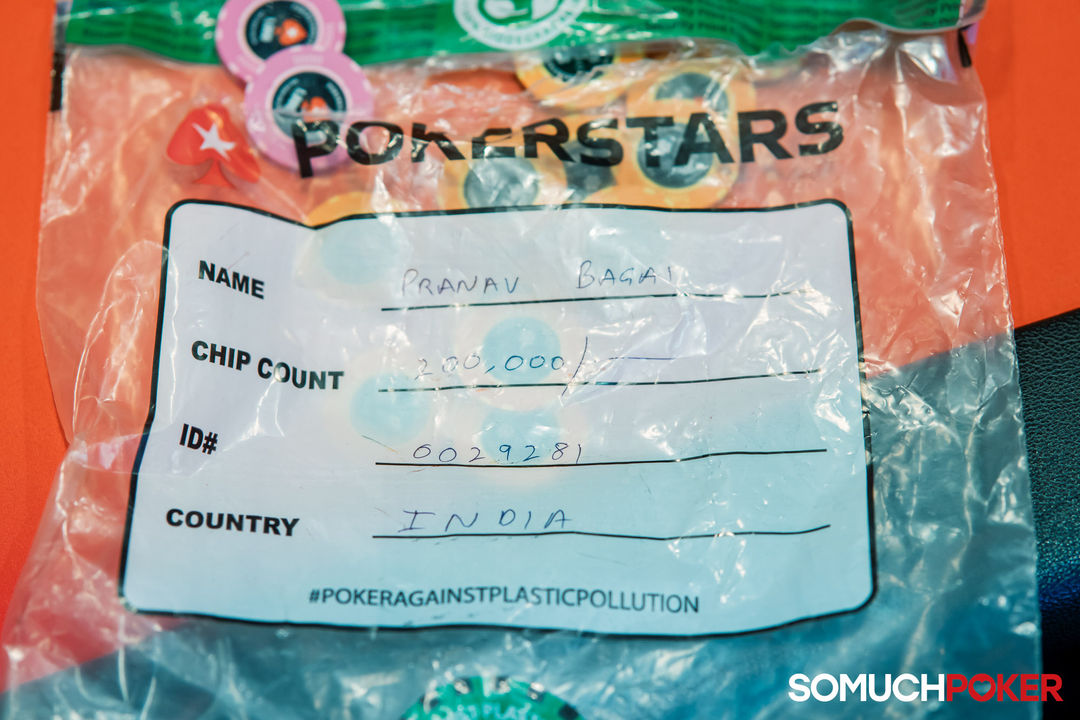 POKERSTARS
NAME PRANAV BAGAI
CHIP COUNT 200,000/—
ID# 0029281
COUNTRY INDIA
#POKERAGAINSTPLASTICPOLLUTION
SOMUCHPOKER